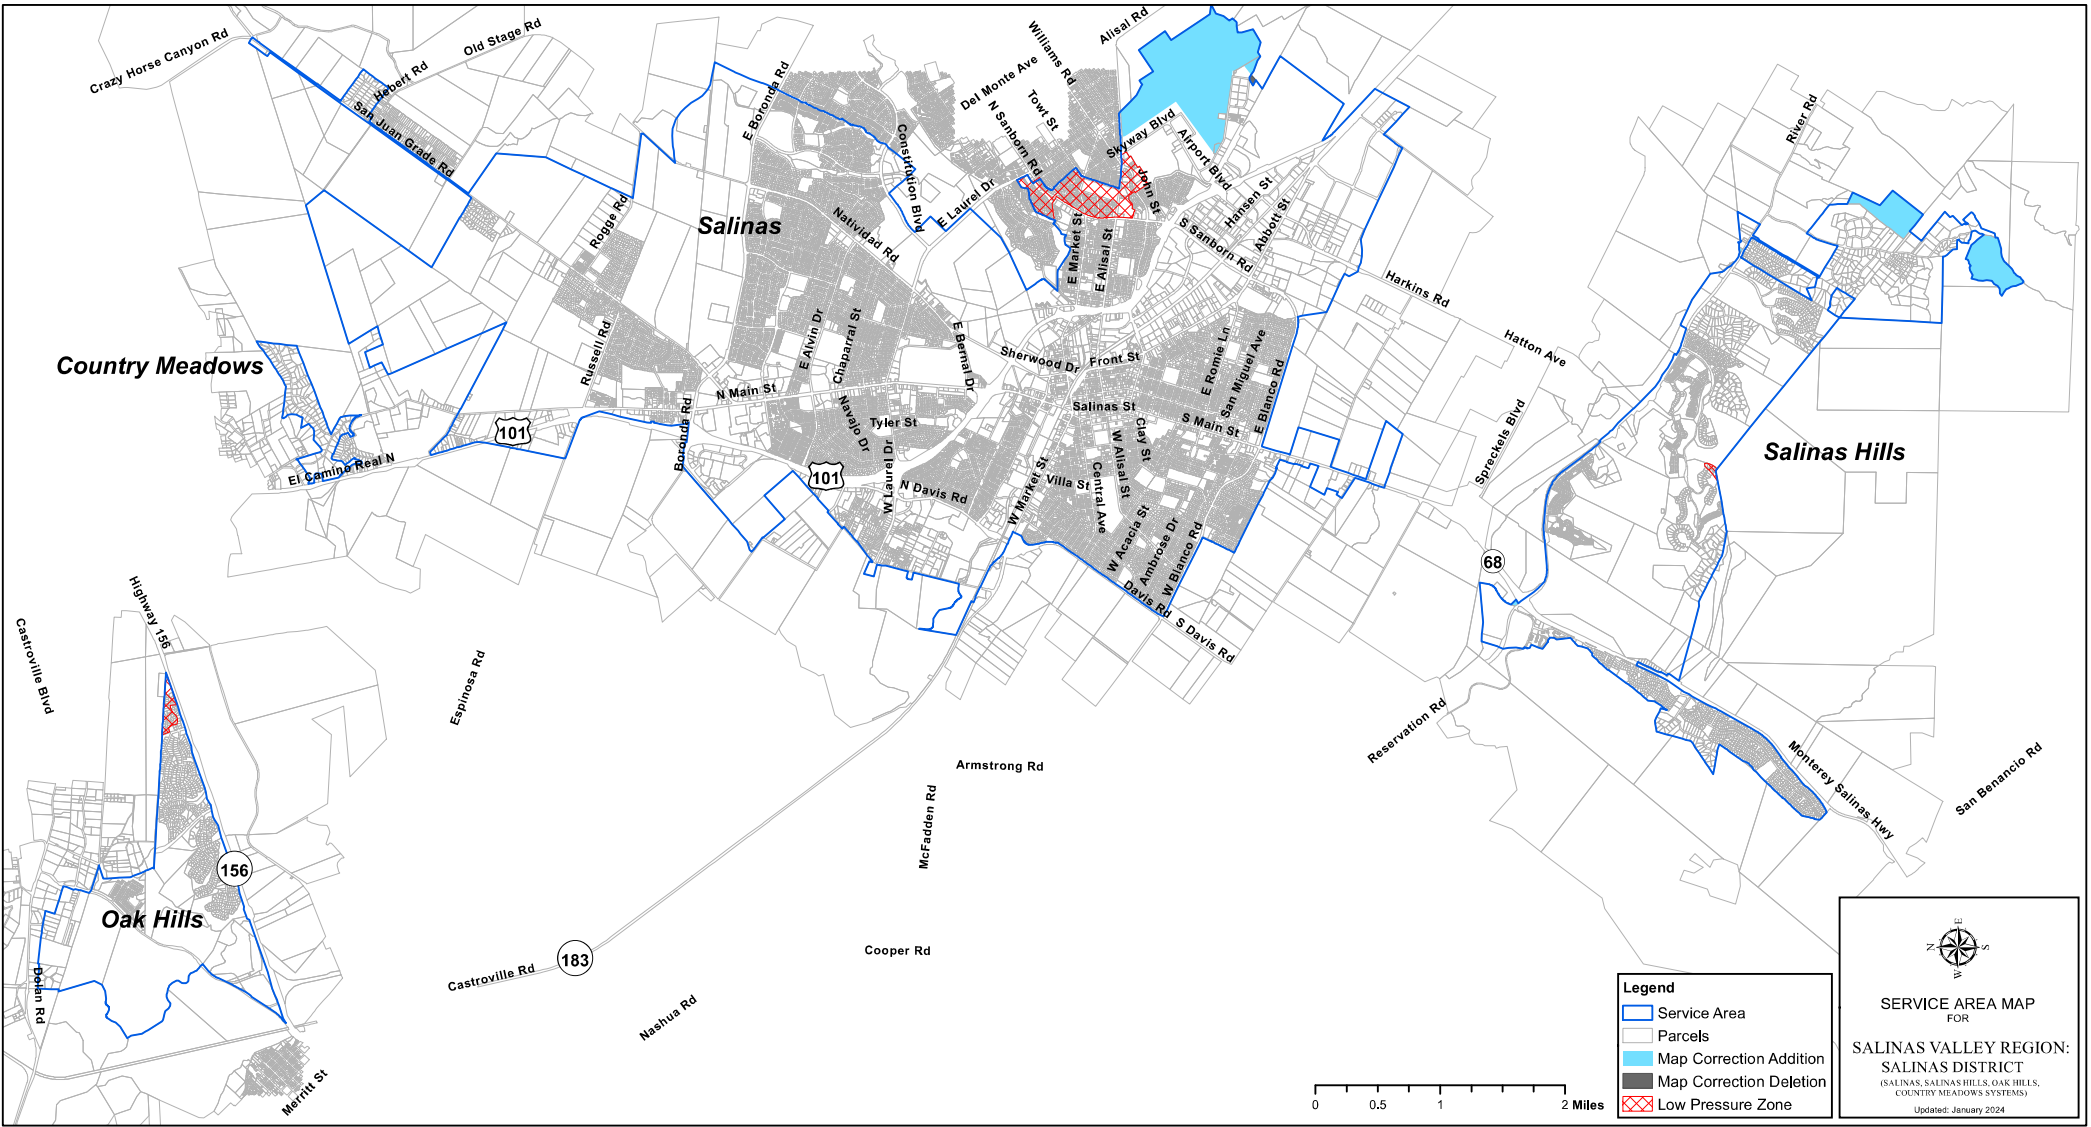 Crazy Horse Canyon Rd
Old Stage Rd
Hebert Rd
San Juan Grade Rd
E Boronda Rd
Constitution Blvd
Del Monte Ave
Williams Rd
Alisal Rd
Towt St
N Sanborn Rd
Skyway Blvd
Airport Blvd
River Rd
Rogge Rd
Salinas
Natividad Rd
E Laurel Dr
John St
Hansen St
Abbott St
S Sanborn Rd
E Market St
E Alisal St
Harkins Rd
Hatton Ave
Country Meadows
Russell Rd
E Alvin Dr
Chaparral St
E Bernal Dr
Sherwood Dr
Front St
E Romie Ln
San Miguel Ave
E Blanco Rd
N Main St
Navajo Dr
Tyler St
Salinas St
Clay St
S Main St
Spreckels Blvd
Salinas Hills
101
El Camino Real N
Boronda Rd
101
W Laurel Dr
N Davis Rd
W Market St
Villa St
Central Ave
W Alisal St
W Acacia St
Ambrose Dr
W Blanco Rd
Davis Rd
S Davis Rd
68
Highway 156
Castroville Blvd
Espinosa Rd
Reservation Rd
Monterey Salinas Hwy
San Benancio Rd
Armstrong Rd
McFadden Rd
156
Oak Hills
Dolan Rd
Castroville Rd
183
Cooper Rd
Nashua Rd
Merritt St
0
0.5
1
2 Miles
Legend
Service Area
Parcels
Map Correction Addition
Map Correction Deletion
Low Pressure Zone
N
E
S
W
SERVICE AREA MAP
FOR
SALINAS VALLEY REGION:
SALINAS DISTRICT
(SALINAS, SALINAS HILLS, OAK HILLS,
COUNTRY MEADOWS SYSTEMS)
Updated: January 2024